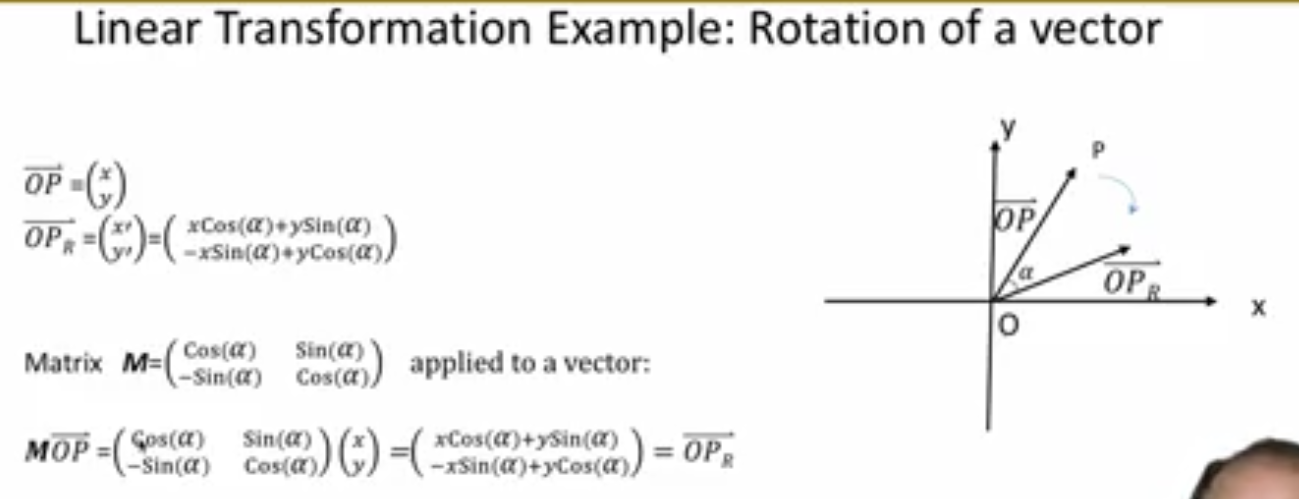 Linear Transformation Example: Rotation of a vector
OP = (x y)
OP_R = (x' y') = ( xCos(α)+ySin(α) −xSin(α)+yCos(α) )
Matrix M = ( Cos(α) Sin(α) −Sin(α) Cos(α) ) applied to a vector:
MOP = ( Cos(α) Sin(α) −Sin(α) Cos(α) ) (x y) = ( xCos(α)+ySin(α) −xSin(α)+yCos(α) ) = OP_R
y
P
OP
α
OP_R
x
O